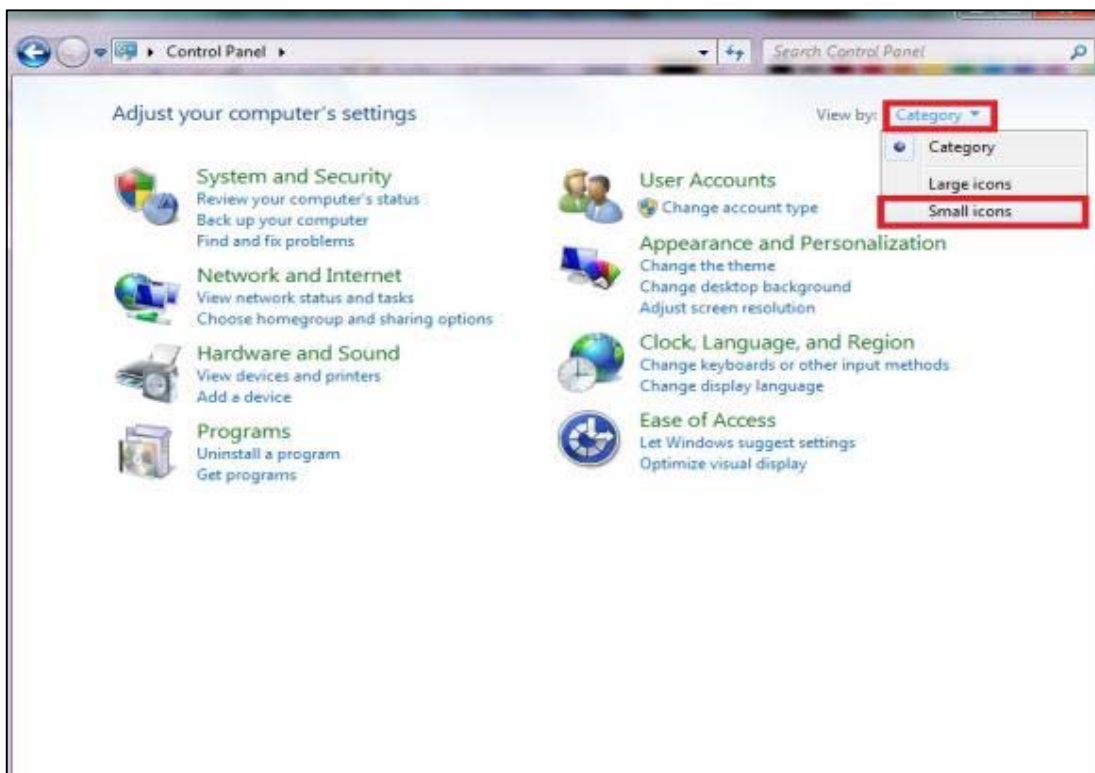 Control Panel
Search Control Panel
Adjust your computer's settings
View by: Category
Category
Large icons
Small icons
System and Security
Review your computer's status
Back up your computer
Find and fix problems
Network and Internet
View network status and tasks
Choose homegroup and sharing options
Hardware and Sound
View devices and printers
Add a device
Programs
Uninstall a program
Get programs
User Accounts
Change account type
Appearance and Personalization
Change the theme
Change desktop background
Adjust screen resolution
Clock, Language, and Region
Change keyboards or other input methods
Change display language
Ease of Access
Let Windows suggest settings
Optimize visual display